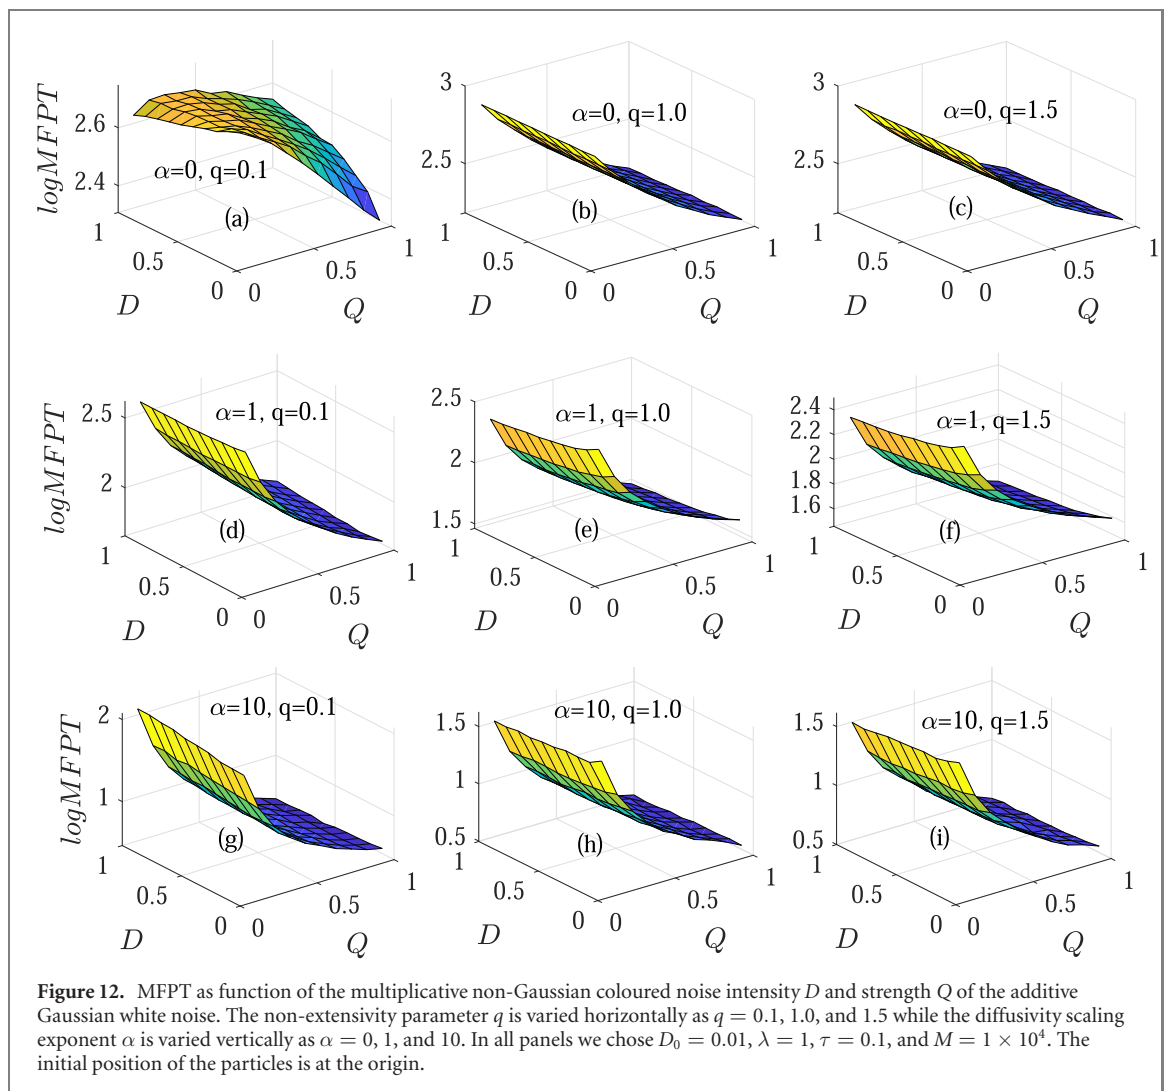 logMFPT
2.6
2.4
1
0.5
0
D
0
0.5
1
Q
α=0, q=0.1
(a)
3
2.5
1
0.5
0
D
0
0.5
1
Q
α=0, q=1.0
(b)
3
2.5
1
0.5
0
D
0
0.5
1
Q
α=0, q=1.5
(c)
logMFPT
2.5
2
1
0.5
0
D
0
0.5
1
Q
α=1, q=0.1
(d)
2.5
2
1.5
1
0.5
0
D
0
0.5
1
Q
α=1, q=1.0
(e)
2.4
2.2
2
1.8
1.6
1
0.5
0
D
0
0.5
1
Q
α=1, q=1.5
(f)
logMFPT
2
1
1
0.5
0
D
0
0.5
1
Q
α=10, q=0.1
(g)
1.5
1
0.5
1
0.5
0
D
0
0.5
1
Q
α=10, q=1.0
(h)
1.5
1
0.5
1
0.5
0
D
0
0.5
1
Q
α=10, q=1.5
(i)
Figure 12. MFPT as function of the multiplicative non-Gaussian coloured noise intensity D and strength Q of the additive
Gaussian white noise. The non-extensivity parameter q is varied horizontally as q = 0.1, 1.0, and 1.5 while the diffusivity scaling
exponent α is varied vertically as α = 0, 1, and 10. In all panels we chose D₀ = 0.01, λ = 1, τ = 0.1, and M = 1 × 10⁴. The
initial position of the particles is at the origin.